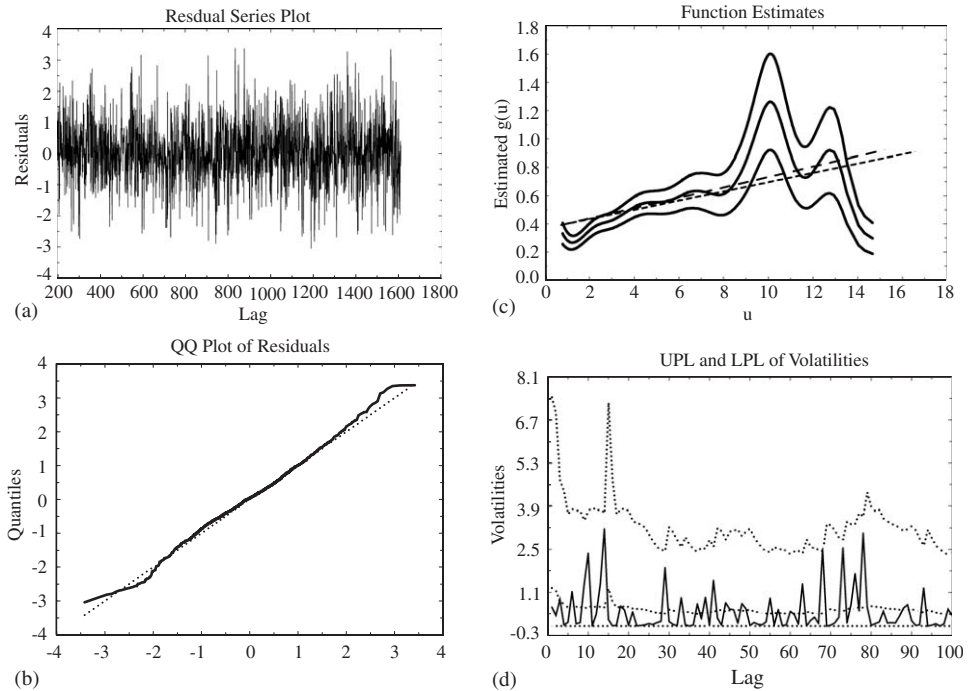 Resdual Series Plot
4
3
2
1
0
-1
-2
-3
-4
Residuals
200 400 600 800 1000 1200 1400 1600 1800
Lag
(a)
Function Estimates
1.8
1.6
1.4
1.2
1.0
0.8
0.6
0.4
0.2
0.0
Estimated g(u)
0 2 4 6 8 10 12 14 16 18
u
(c)
QQ Plot of Residuals
4
3
2
1
0
-1
-2
-3
-4
Quantiles
-4 -3 -2 -1 0 1 2 3 4
(b)
UPL and LPL of Volatilities
8.1
6.7
5.3
3.9
2.5
1.1
-0.3
Volatilities
0 10 20 30 40 50 60 70 80 90 100
Lag
(d)